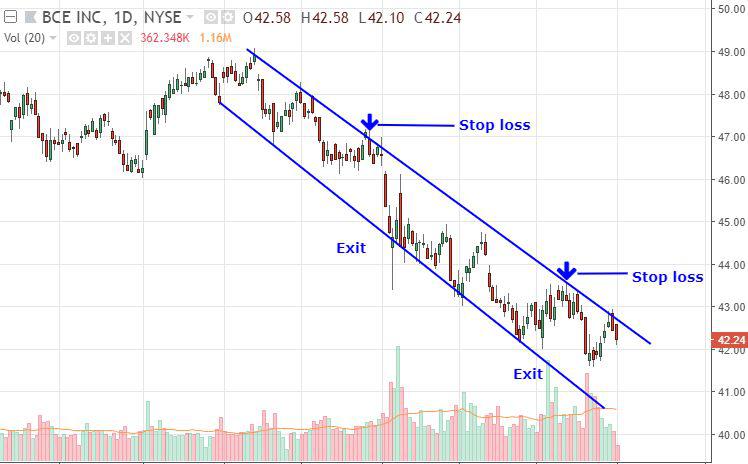 BCE INC, 1D, NYSE O42.58 H42.58 L42.10 C42.24
Vol (20) 362.348K 1.16M
50.00
49.00
48.00
47.00
46.00
45.00
44.00
43.00
42.24
42.00
41.00
40.00
Stop loss
Exit
Stop loss
Exit